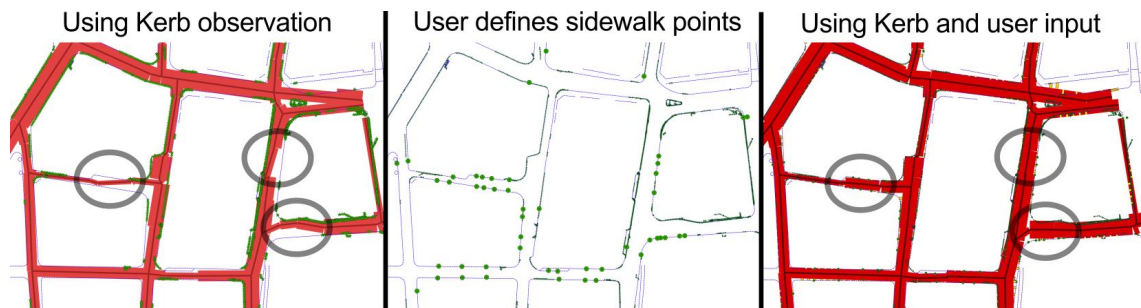 Using Kerb observation
User defines sidewalk points
Using Kerb and user input